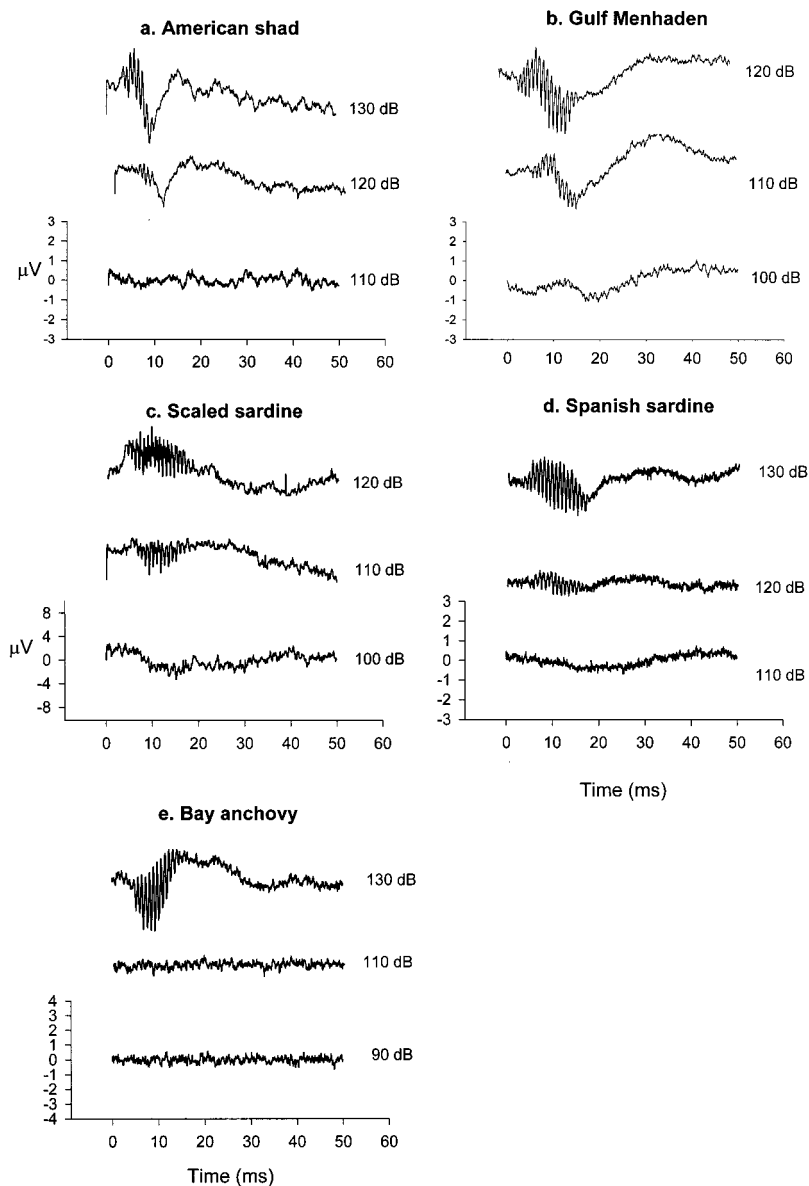 a. American shad
130 dB
120 dB
3
2
1
µV
0
110 dB
-1
-2
-3
0 10 20 30 40 50 60
b. Gulf Menhaden
120 dB
110 dB
3
2
1
0
100 dB
-1
-2
-3
0 10 20 30 40 50 60
c. Scaled sardine
120 dB
110 dB
8
4
µV
0
100 dB
-4
-8
0 10 20 30 40 50 60
d. Spanish sardine
130 dB
120 dB
3
2
1
0
110 dB
-1
-2
-3
0 10 20 30 40 50 60
Time (ms)
e. Bay anchovy
130 dB
110 dB
4
3
2
1
0
90 dB
-1
-2
-3
-4
0 10 20 30 40 50 60
Time (ms)